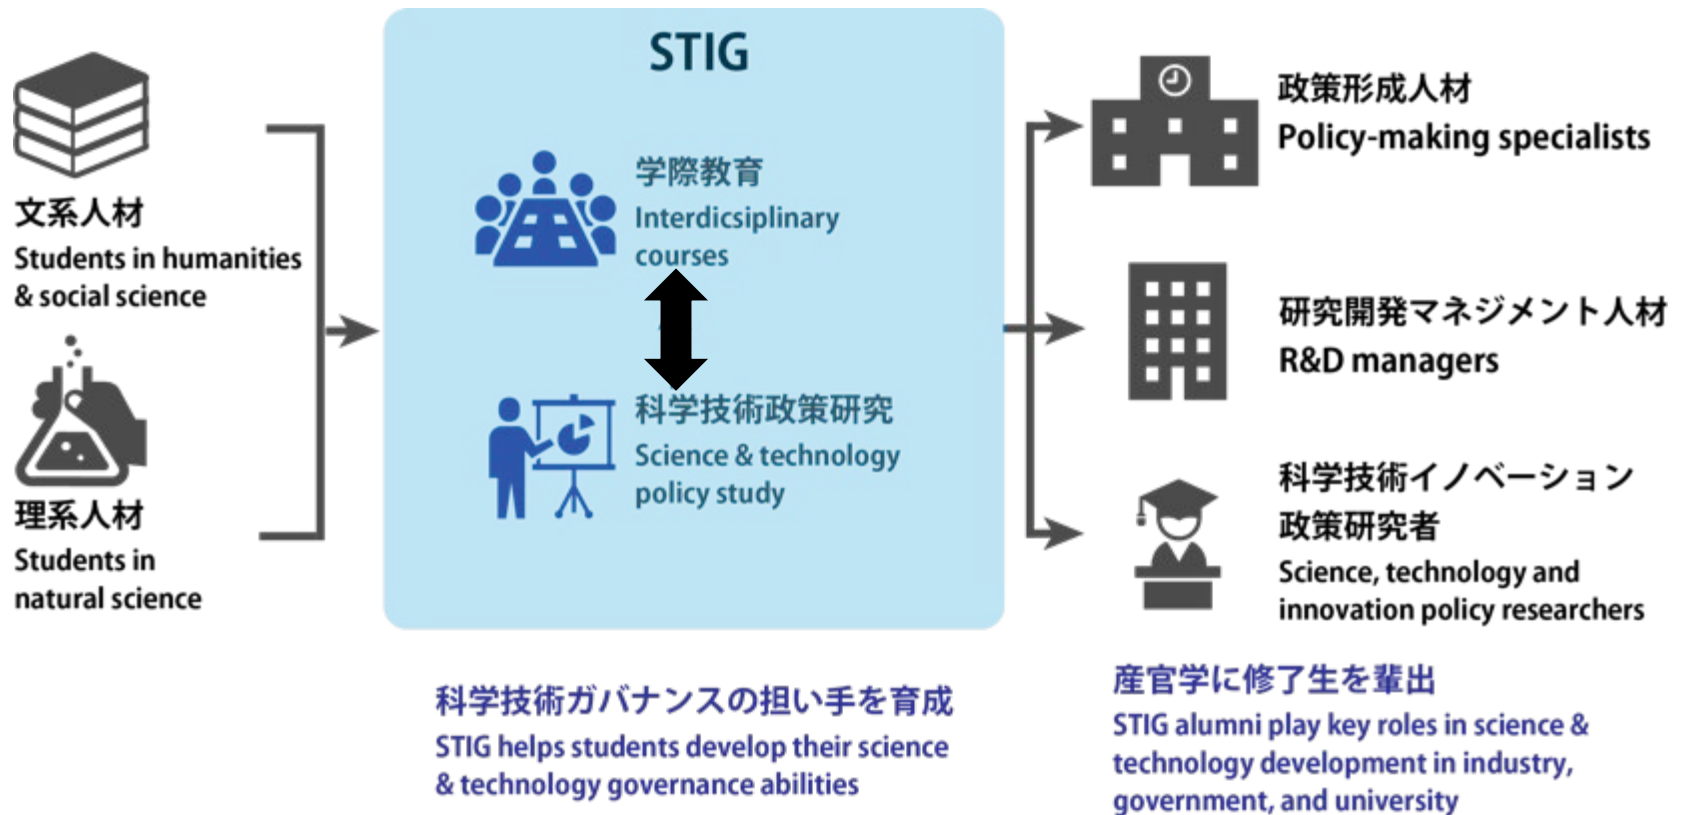 文系人材
Students in humanities
& social science
理系人材
Students in
natural science
STIG
学際教育
Interdicsiplinary
courses
科学技術政策研究
Science & technology
policy study
科学技術ガバナンスの担い手を育成
STIG helps students develop their science
& technology governance abilities
政策形成人材
Policy-making specialists
研究開発マネジメント人材
R&D managers
科学技術イノベーション
政策研究者
Science, technology and
innovation policy researchers
産官学に修了生を輩出
STIG alumni play key roles in science &
technology development in industry,
government, and university